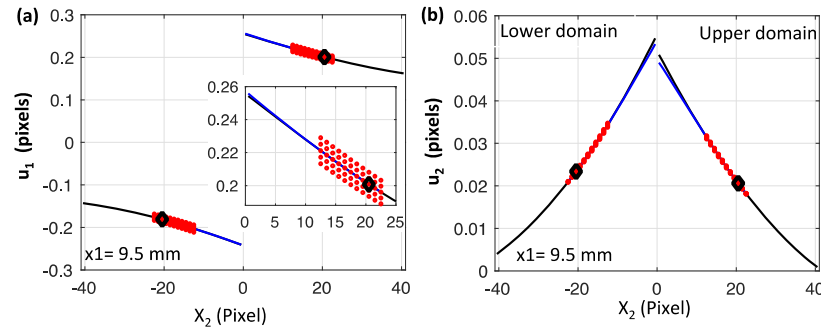 (a)
0.3
0.2
0.1
0
-0.1
-0.2
-0.3
u1 (pixels)
-40 -20 0 20 40
X2 (Pixel)
x1= 9.5 mm
0.26
0.24
0.22
0.2
0 5 10 15 20 25
(b)
0.06
0.05
0.04
0.03
0.02
0.01
0
u2 (pixels)
Lower domain Upper domain
x1= 9.5 mm
-40 -20 0 20 40
X2 (Pixel)